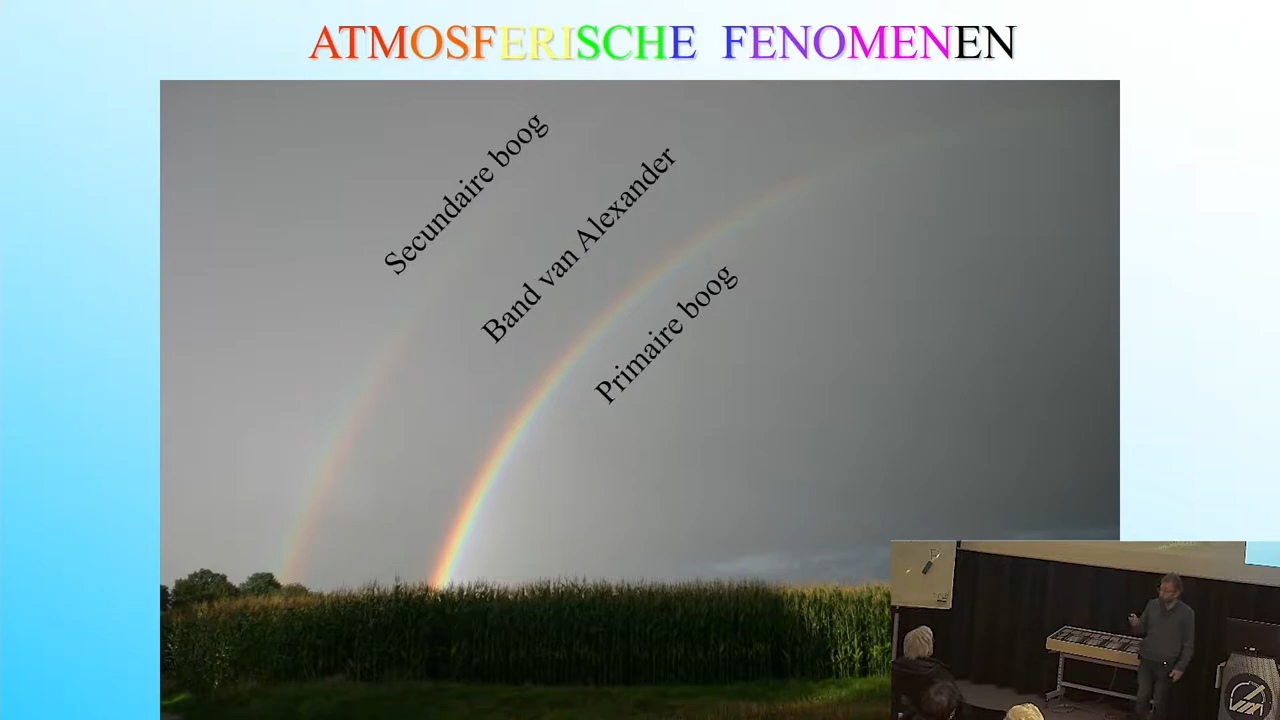 ATMOSFERISCHE FENOMENEN
Secundaire boog
Band van Alexander
Primaire boog